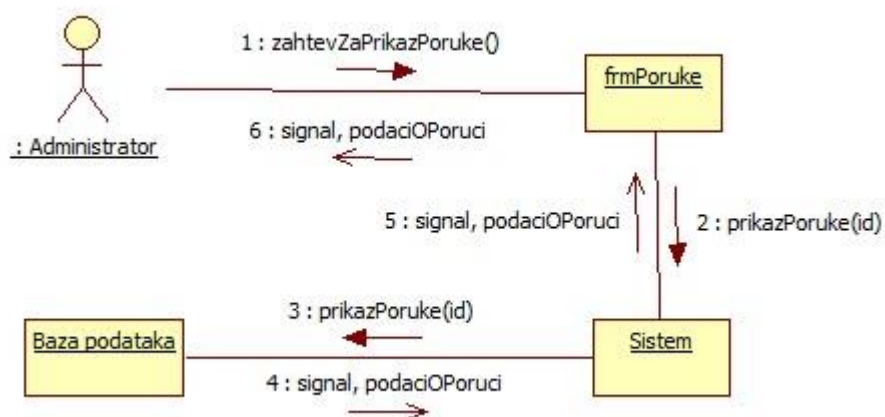 1 : zahtevZaPrikazPoruke()
frmPoruke
: Administrator
6 : signal, podaciOPoruci
5 : signal, podaciOPoruci
2 : prikazPoruke(id)
3 : prikazPoruke(id)
Baza podataka
Sistem
4 : signal, podaciOPoruci